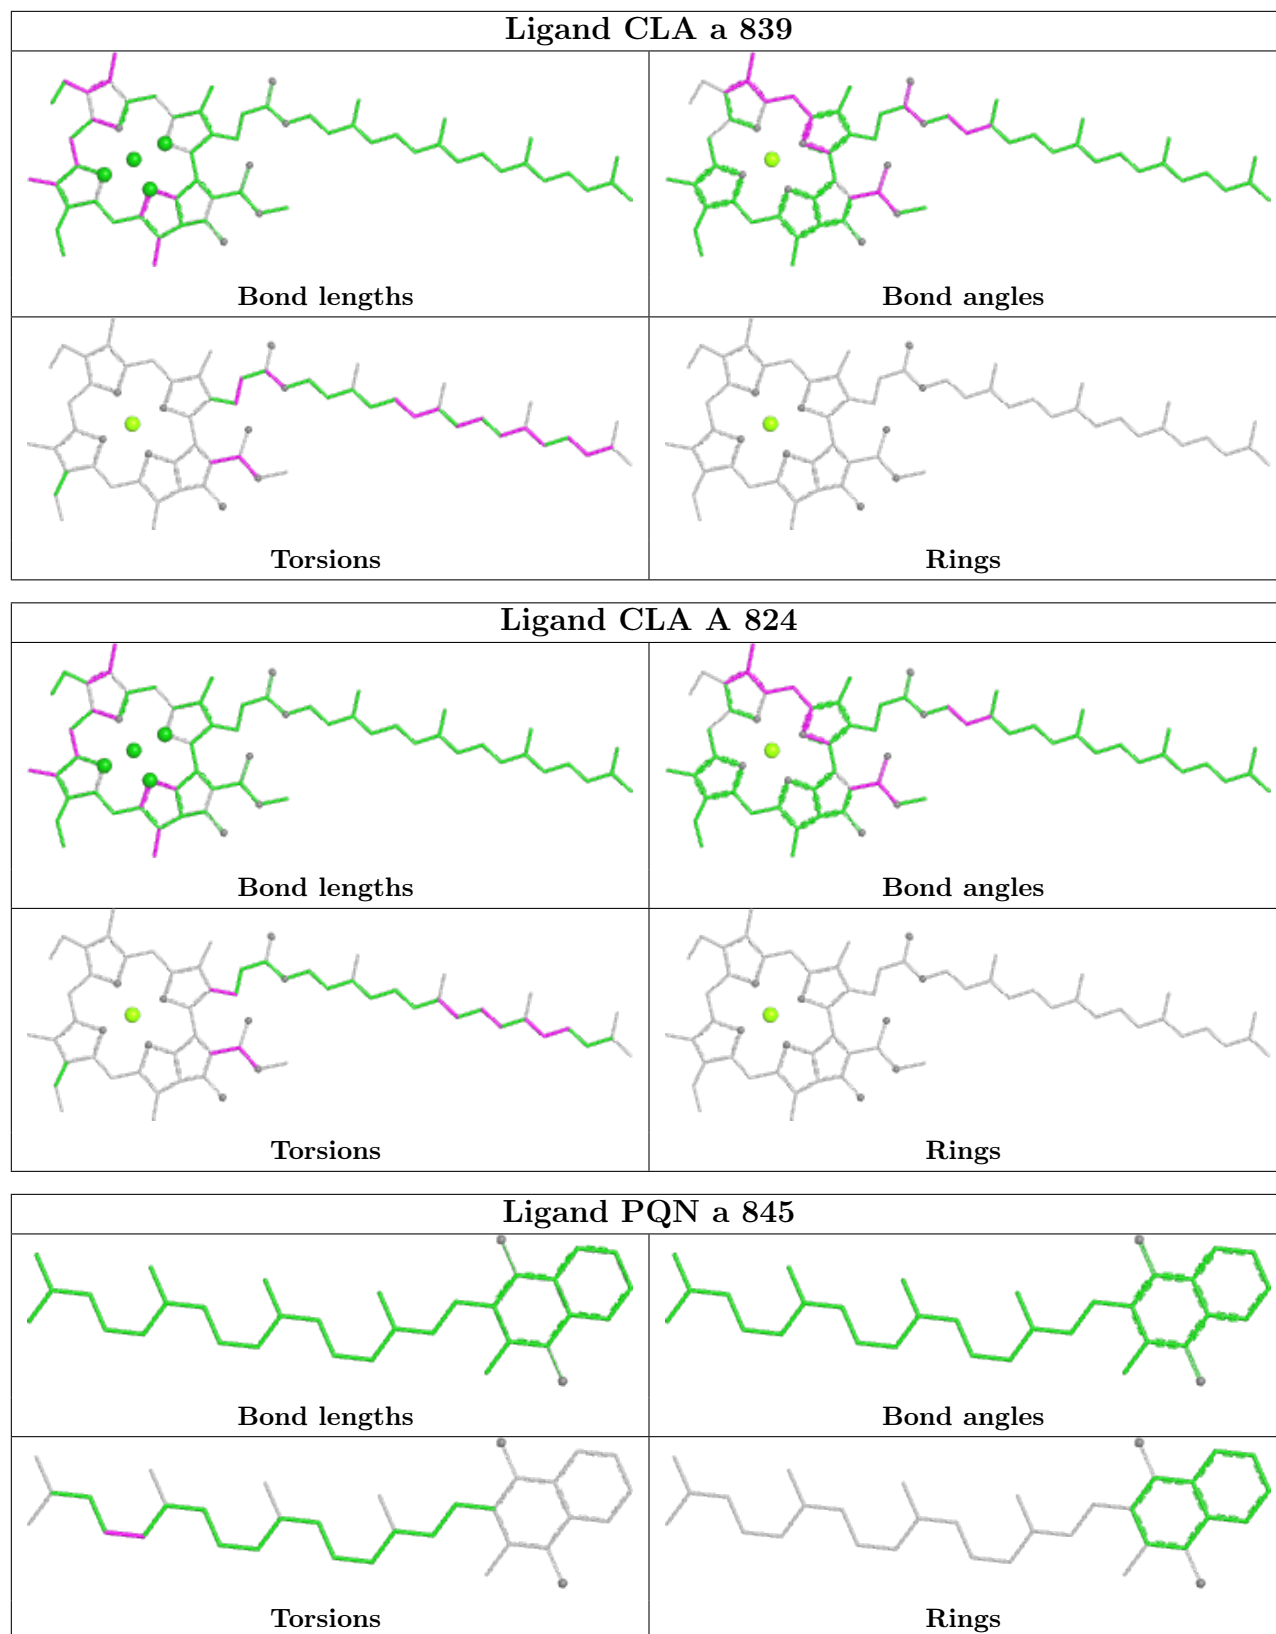 Ligand CLA a 839
Bond lengths
Bond angles
Torsions
Rings
Ligand CLA A 824
Bond lengths
Bond angles
Torsions
Rings
Ligand PQN a 845
Bond lengths
Bond angles
Torsions
Rings